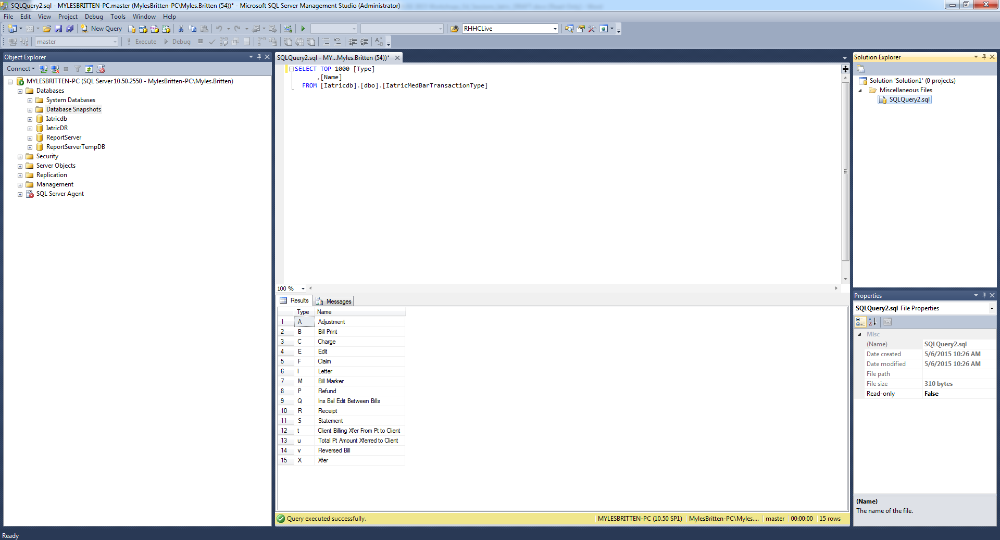 SQLQuery2.sql - MYLESBRITTEN-PC.master (MylesBritten-PC\Myles.Britten (54))* - Microsoft SQL Server Management Studio (Administrator)
File Edit View Project Debug Tools Window Help
New Query RHHCLive
master Execute Debug
Object Explorer
Connect
MYLESBRITTEN-PC (SQL Server 10.50.2550 - MylesBritten-PC\Myles.Britten)
Databases
System Databases
Database Snapshots
Iatricdb
IatricDR
ReportServer
ReportServerTempDB
Security
Server Objects
Replication
Management
SQL Server Agent
SQLQuery2.sql - MY...Myles.Britten (54))*
SELECT TOP 1000 [Type]
,[Name]
FROM [Iatricdb].[dbo].[IatricMedBarTransactionType]
100 %
Results Messages
Type Name
1 A Adjustment
2 B Bill Print
3 C Charge
4 E Edit
5 F Claim
6 l Letter
7 M Bill Marker
8 P Refund
9 Q Ins Bal Edit Between Bills
10 R Receipt
11 S Statement
12 t Client Billing Xfer From Pt to Client
13 u Total Pt Amount Xferred to Client
14 v Reversed Bill
15 X Xfer
Query executed successfully. MYLESBRITTEN-PC (10.50 SP1) MylesBritten-PC\Myles.... master 00:00:00 15 rows
Solution Explorer
Solution 'Solution1' (0 projects)
Miscellaneous Files
SQLQuery2.sql
Properties
SQLQuery2.sql File Properties
Misc
(Name) SQLQuery2.sql
Date created 5/6/2015 10:26 AM
Date modified 5/6/2015 10:26 AM
File path
File size 310 bytes
Read-only False
(Name)
The name of the file.
Ready